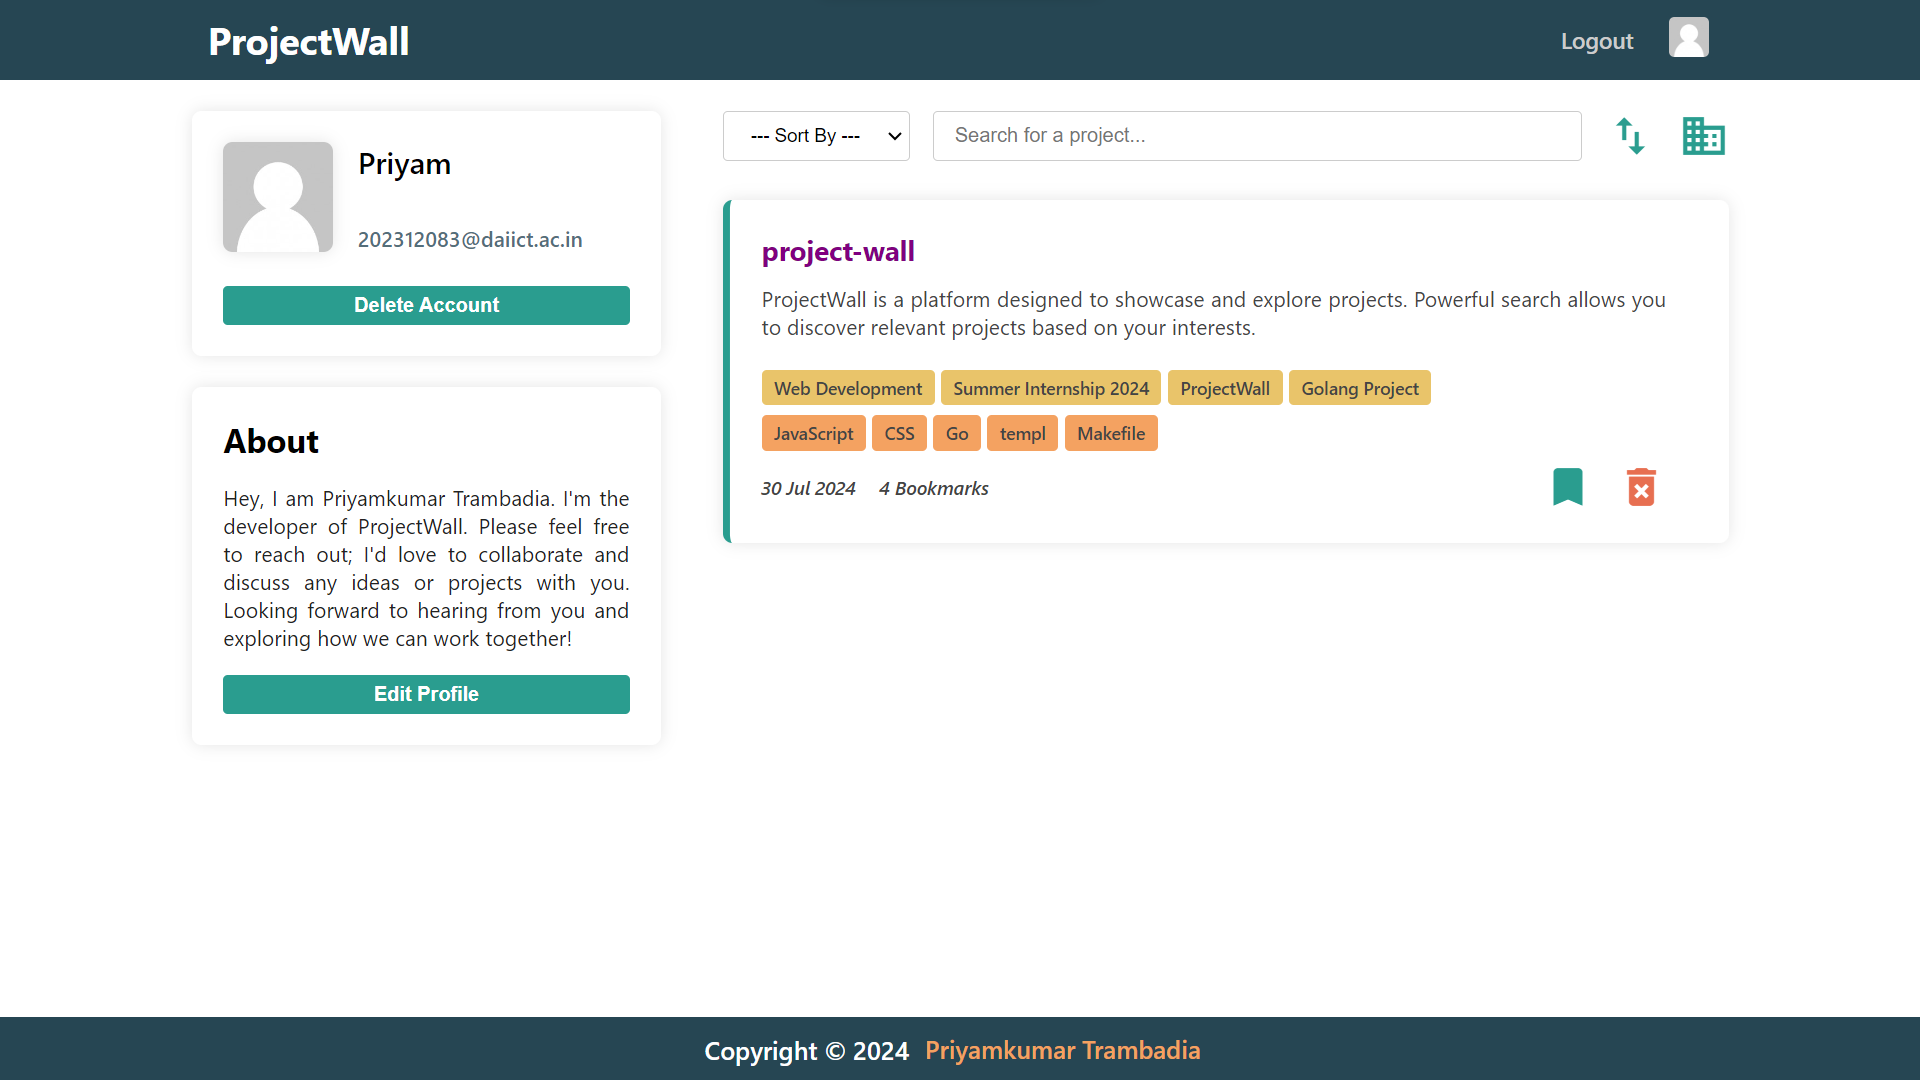 ProjectWall
Logout
Priyam
202312083@daiict.ac.in
Delete Account
About
Hey, I am Priyamkumar Trambadia. I'm the
developer of ProjectWall. Please feel free
to reach out; I'd love to collaborate and
discuss any ideas or projects with you.
Looking forward to hearing from you and
exploring how we can work together!
Edit Profile
--- Sort By ---
Search for a project...
project-wall
ProjectWall is a platform designed to showcase and explore projects. Powerful search allows you
to discover relevant projects based on your interests.
Web Development Summer Internship 2024 ProjectWall Golang Project
JavaScript CSS Go templ Makefile
30 Jul 2024 4 Bookmarks
Copyright © 2024 Priyamkumar Trambadia